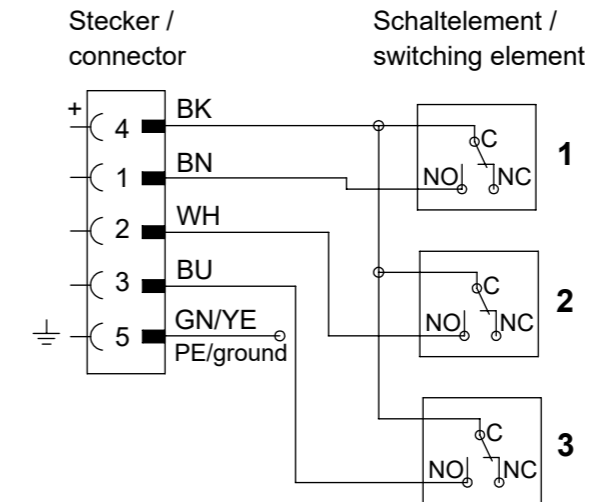 Stecker /
connector
Schaltelement /
switching element
+
4 BK
1 BN
2 WH
3 BU
5 GN/YE
PE/ground
C
NO NC
1
C
NO NC
2
C
NO NC
3